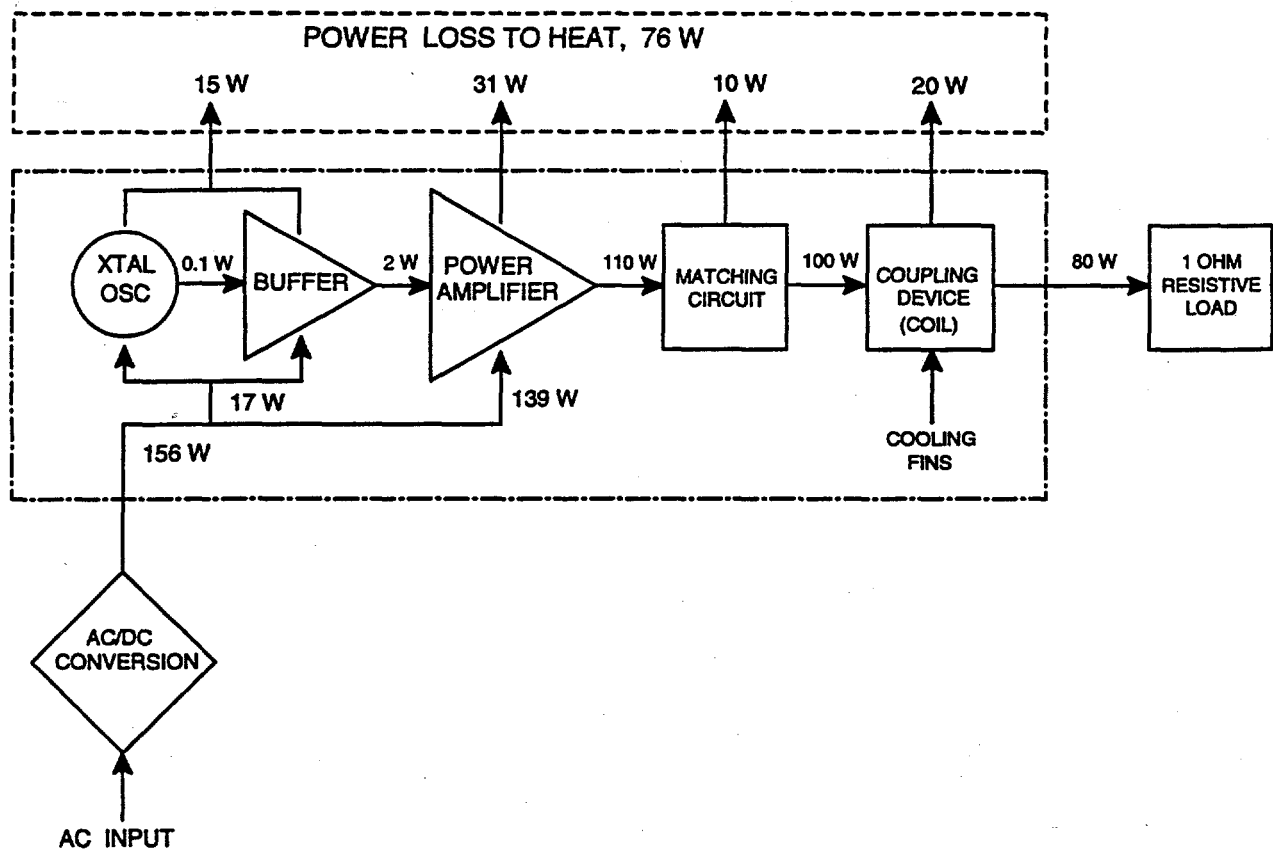 POWER LOSS TO HEAT, 76 W
15 W
31 W
10 W
20 W
XTAL
OSC
0.1 W
BUFFER
2 W
POWER
AMPLIFIER
110 W
MATCHING
CIRCUIT
100 W
COUPLING
DEVICE
(COIL)
80 W
1 OHM
RESISTIVE
LOAD
17 W
139 W
156 W
COOLING
FINS
AC/DC
CONVERSION
AC INPUT